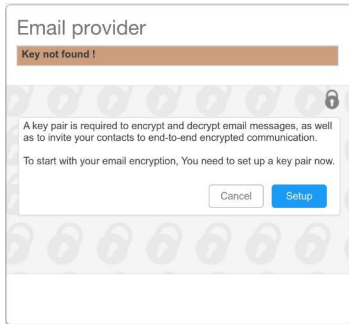 Email provider
Key not found !
A key pair is required to encrypt and decrypt email messages, as well
as to invite your contacts to end-to-end encrypted communication.
To start with your email encryption, You need to set up a key pair now.
Cancel Setup